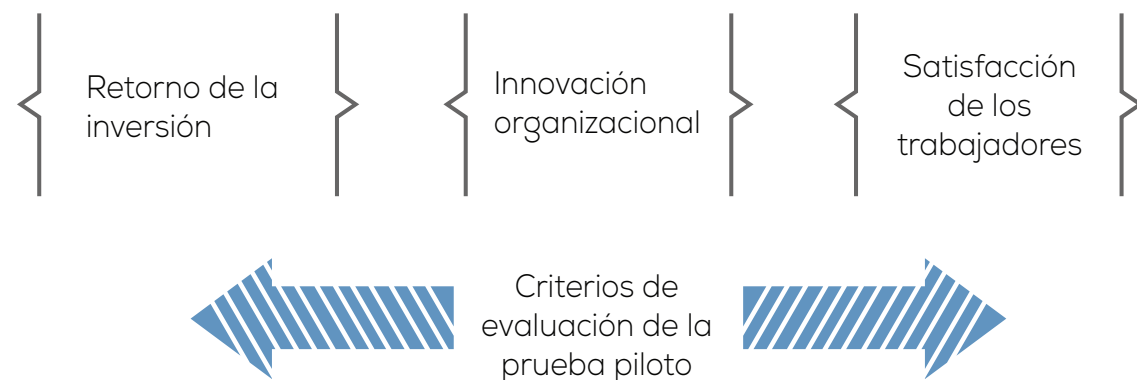 Retorno de la
inversión
Innovación
organizacional
Satisfacción
de los
trabajadores
Criterios de
evaluación de la
prueba piloto